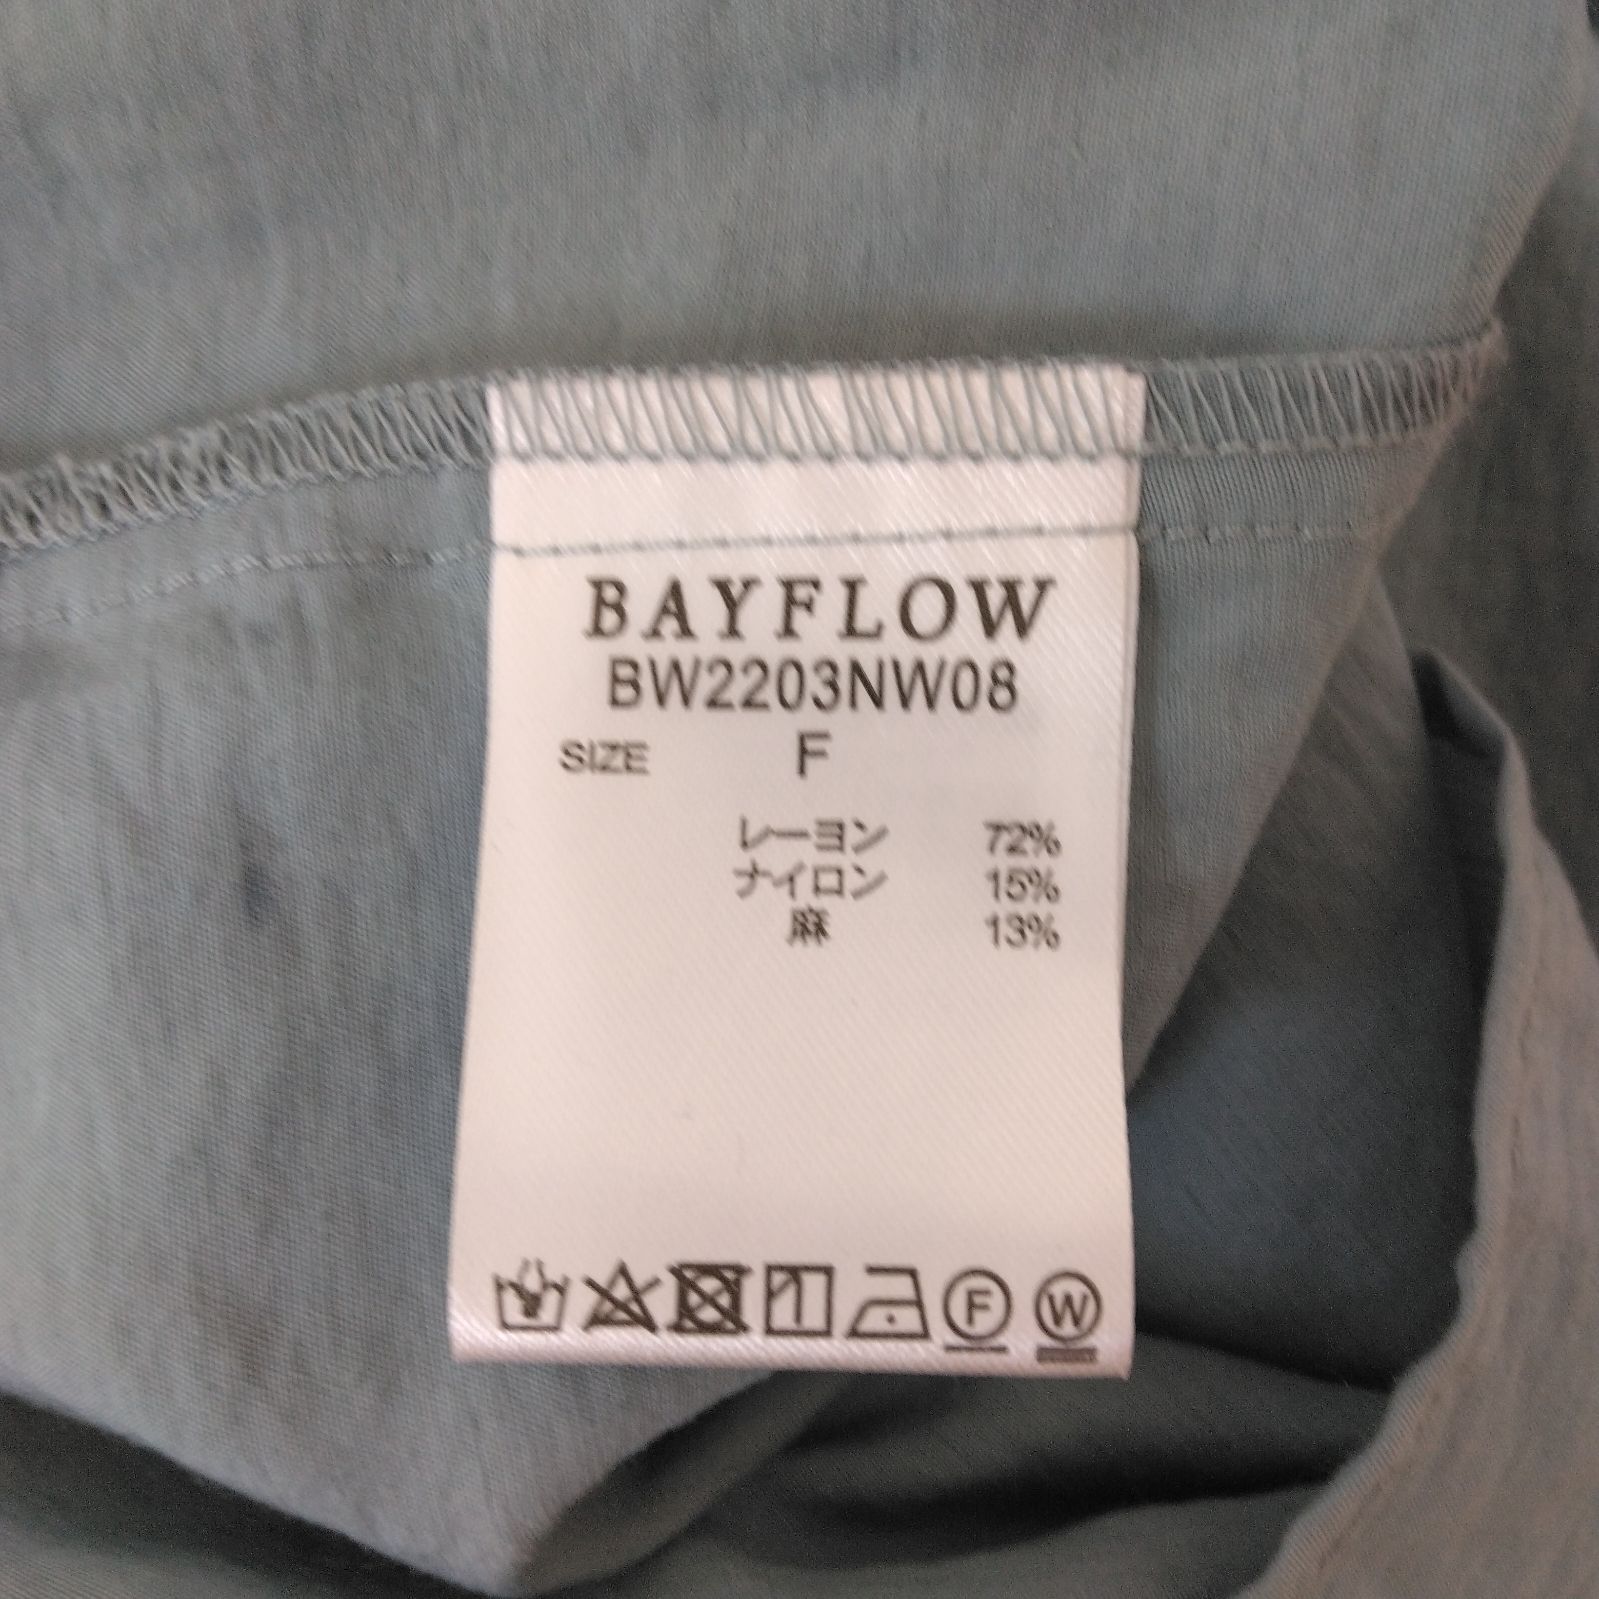 BAYFLOW
BW2203NW08
SIZE F
レーヨン 72%
ナイロン 15%
麻 13%
F W